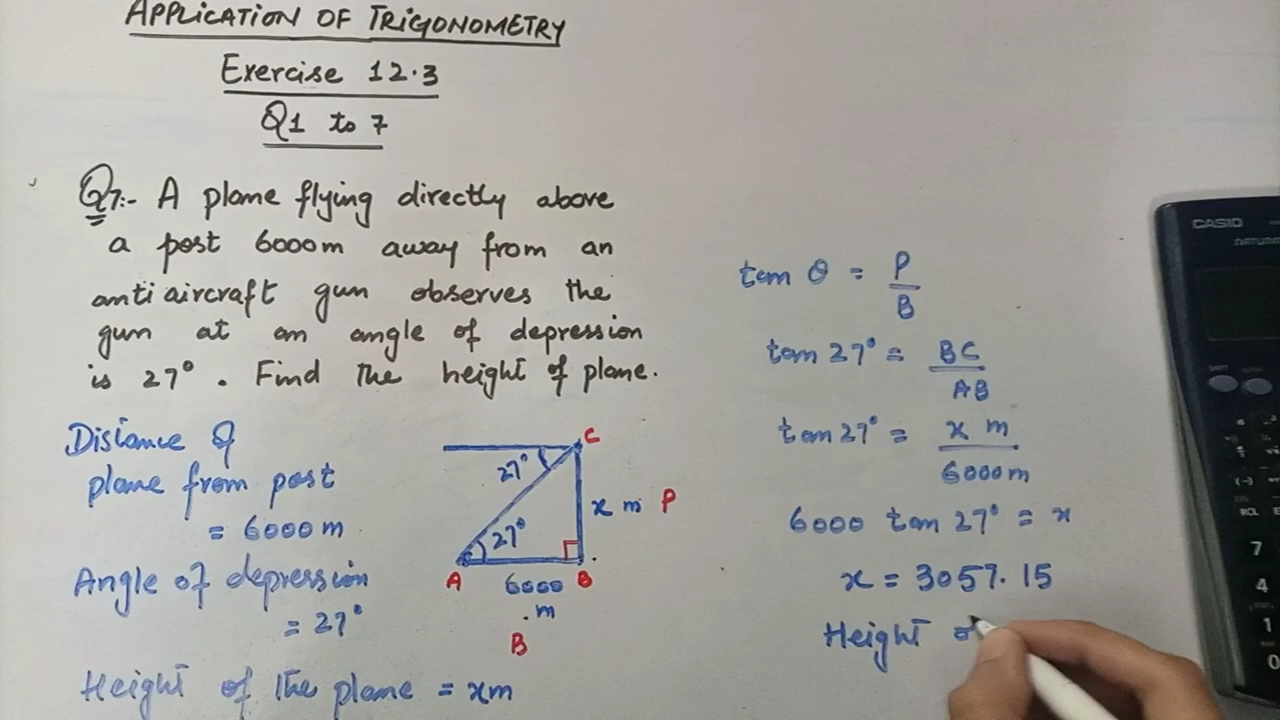 APPLICATION OF TRIGONOMETRY
Exercise 12.3
Q1 to 7
Q7:- A plane flying directly above
a post 6000m away from an
anti aircraft gun observes the
gun at an angle of depression
is 27°. Find the height of plane.
Distance of
plane from post
= 6000m
Angle of depression
= 27°
Height of the plane = xm
C
27°
x m P
27°
A 6000 B
m
B
tan θ = P
B
tan 27° = BC
AB
tan 27° = x m
6000m
6000 tan 27° = x
x = 3057.15
Height o
CASIO
7
4
1
0